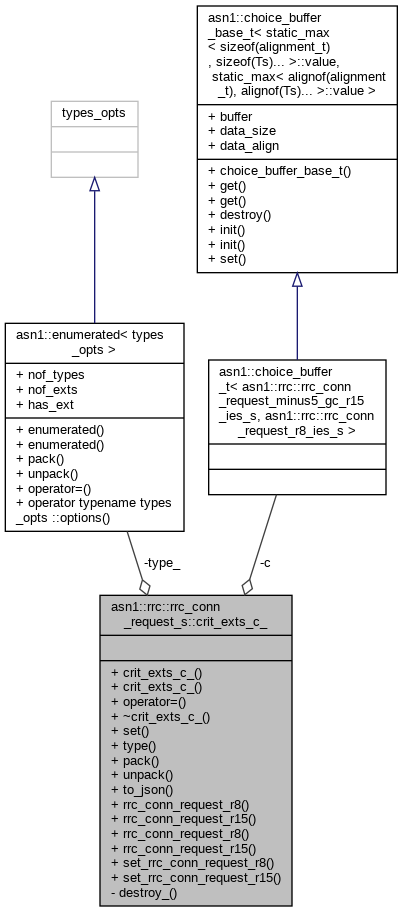 asn1::choice_buffer
_base_t< static_max
< sizeof(alignment_t)
, sizeof(Ts)... >::value,
static_max< alignof(alignment
_t), alignof(Ts)... >::value >
+ buffer
+ data_size
+ data_align
+ choice_buffer_base_t()
+ get()
+ get()
+ destroy()
+ init()
+ init()
+ set()
types_opts
asn1::enumerated< types
_opts >
+ nof_types
+ nof_exts
+ has_ext
+ enumerated()
+ enumerated()
+ pack()
+ unpack()
+ operator=()
+ operator typename types
_opts ::options()
asn1::choice_buffer
_t< asn1::rrc::rrc_conn
_request_minus5_gc_r15
_ies_s, asn1::rrc::rrc_conn
_request_r8_ies_s >
-type_
-c
asn1::rrc::rrc_conn
_request_s::crit_exts_c_
+ crit_exts_c_()
+ crit_exts_c_()
+ operator=()
+ ~crit_exts_c_()
+ set()
+ type()
+ pack()
+ unpack()
+ to_json()
+ rrc_conn_request_r8()
+ rrc_conn_request_r15()
+ rrc_conn_request_r8()
+ rrc_conn_request_r15()
+ set_rrc_conn_request_r8()
+ set_rrc_conn_request_r15()
- destroy_()